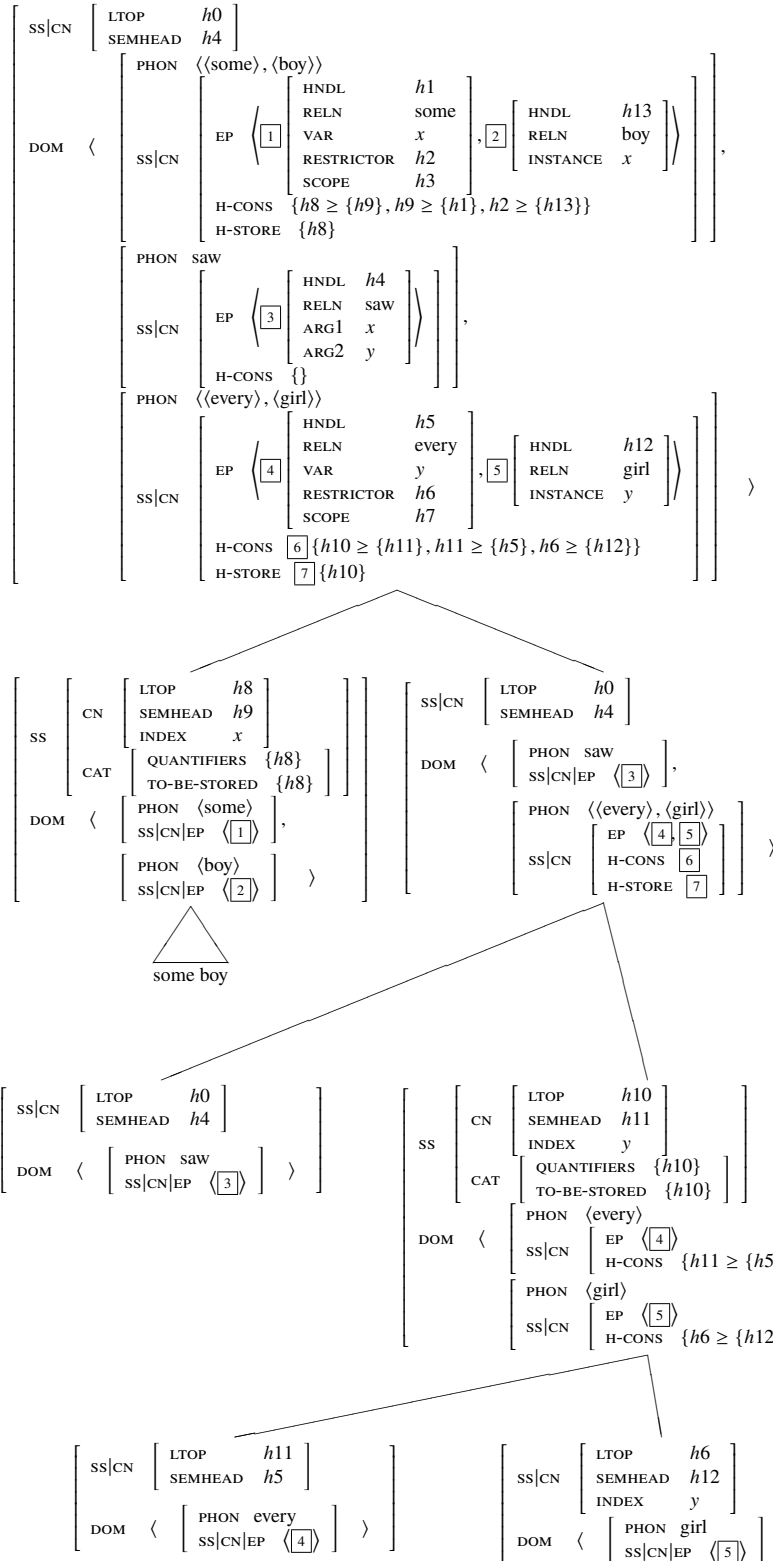 SS|CN LTOP h0
SEMHEAD h4
PHON ⟨⟨some⟩, ⟨boy⟩⟩
HNDL h1
RELN some
DOM ⟨ SS|CN EP ⟨ 1 VAR x , 2 HNDL h13 ⟩ ,
RELN boy
INSTANCE x
RESTRICTOR h2
SCOPE h3
H-CONS {h8 ≥ {h9}, h9 ≥ {h1}, h2 ≥ {h13}}
H-STORE {h8}
PHON saw
HNDL h4
SS|CN EP ⟨ 3 RELN saw ⟩ ,
ARG1 x
ARG2 y
H-CONS {}
PHON ⟨⟨every⟩, ⟨girl⟩⟩
HNDL h5
RELN every
SS|CN EP ⟨ 4 VAR y , 5 HNDL h12 ⟩ ⟩
RELN girl
INSTANCE y
RESTRICTOR h6
SCOPE h7
H-CONS 6 {h10 ≥ {h11}, h11 ≥ {h5}, h6 ≥ {h12}}
H-STORE 7 {h10}
SS CN LTOP h8
SEMHEAD h9
INDEX x
CAT QUANTIFIERS {h8}
TO-BE-STORED {h8}
DOM ⟨ PHON ⟨some⟩
SS|CN|EP ⟨ 1 ⟩ ,
PHON ⟨boy⟩
SS|CN|EP ⟨ 2 ⟩ ⟩
some boy
SS|CN LTOP h0
SEMHEAD h4
DOM ⟨ PHON saw
SS|CN|EP ⟨ 3 ⟩ ,
PHON ⟨⟨every⟩, ⟨girl⟩⟩
SS|CN EP ⟨ 4 , 5 ⟩
H-CONS 6
H-STORE 7 ⟩
SS|CN LTOP h0
SEMHEAD h4
DOM ⟨ PHON saw
SS|CN|EP ⟨ 3 ⟩ ⟩
SS CN LTOP h10
SEMHEAD h11
INDEX y
CAT QUANTIFIERS {h10}
TO-BE-STORED {h10}
DOM ⟨ PHON ⟨every⟩
SS|CN EP ⟨ 4 ⟩
H-CONS {h11 ≥ {h5
PHON ⟨girl⟩
SS|CN EP ⟨ 5 ⟩
H-CONS {h6 ≥ {h12
SS|CN LTOP h11
SEMHEAD h5
DOM ⟨ PHON every
SS|CN|EP ⟨ 4 ⟩ ⟩
SS|CN LTOP h6
SEMHEAD h12
INDEX y
DOM ⟨ PHON girl
SS|CN|EP ⟨ 5 ⟩